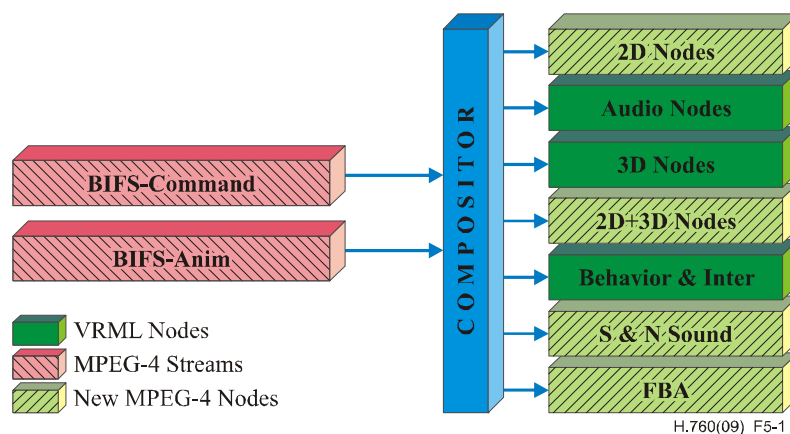 BIFS-Command
BIFS-Anim
COMPOSITOR
2D Nodes
Audio Nodes
3D Nodes
2D+3D Nodes
Behavior & Inter
S & N Sound
FBA
VRML Nodes
MPEG-4 Streams
New MPEG-4 Nodes
H.760(09)_F5-1